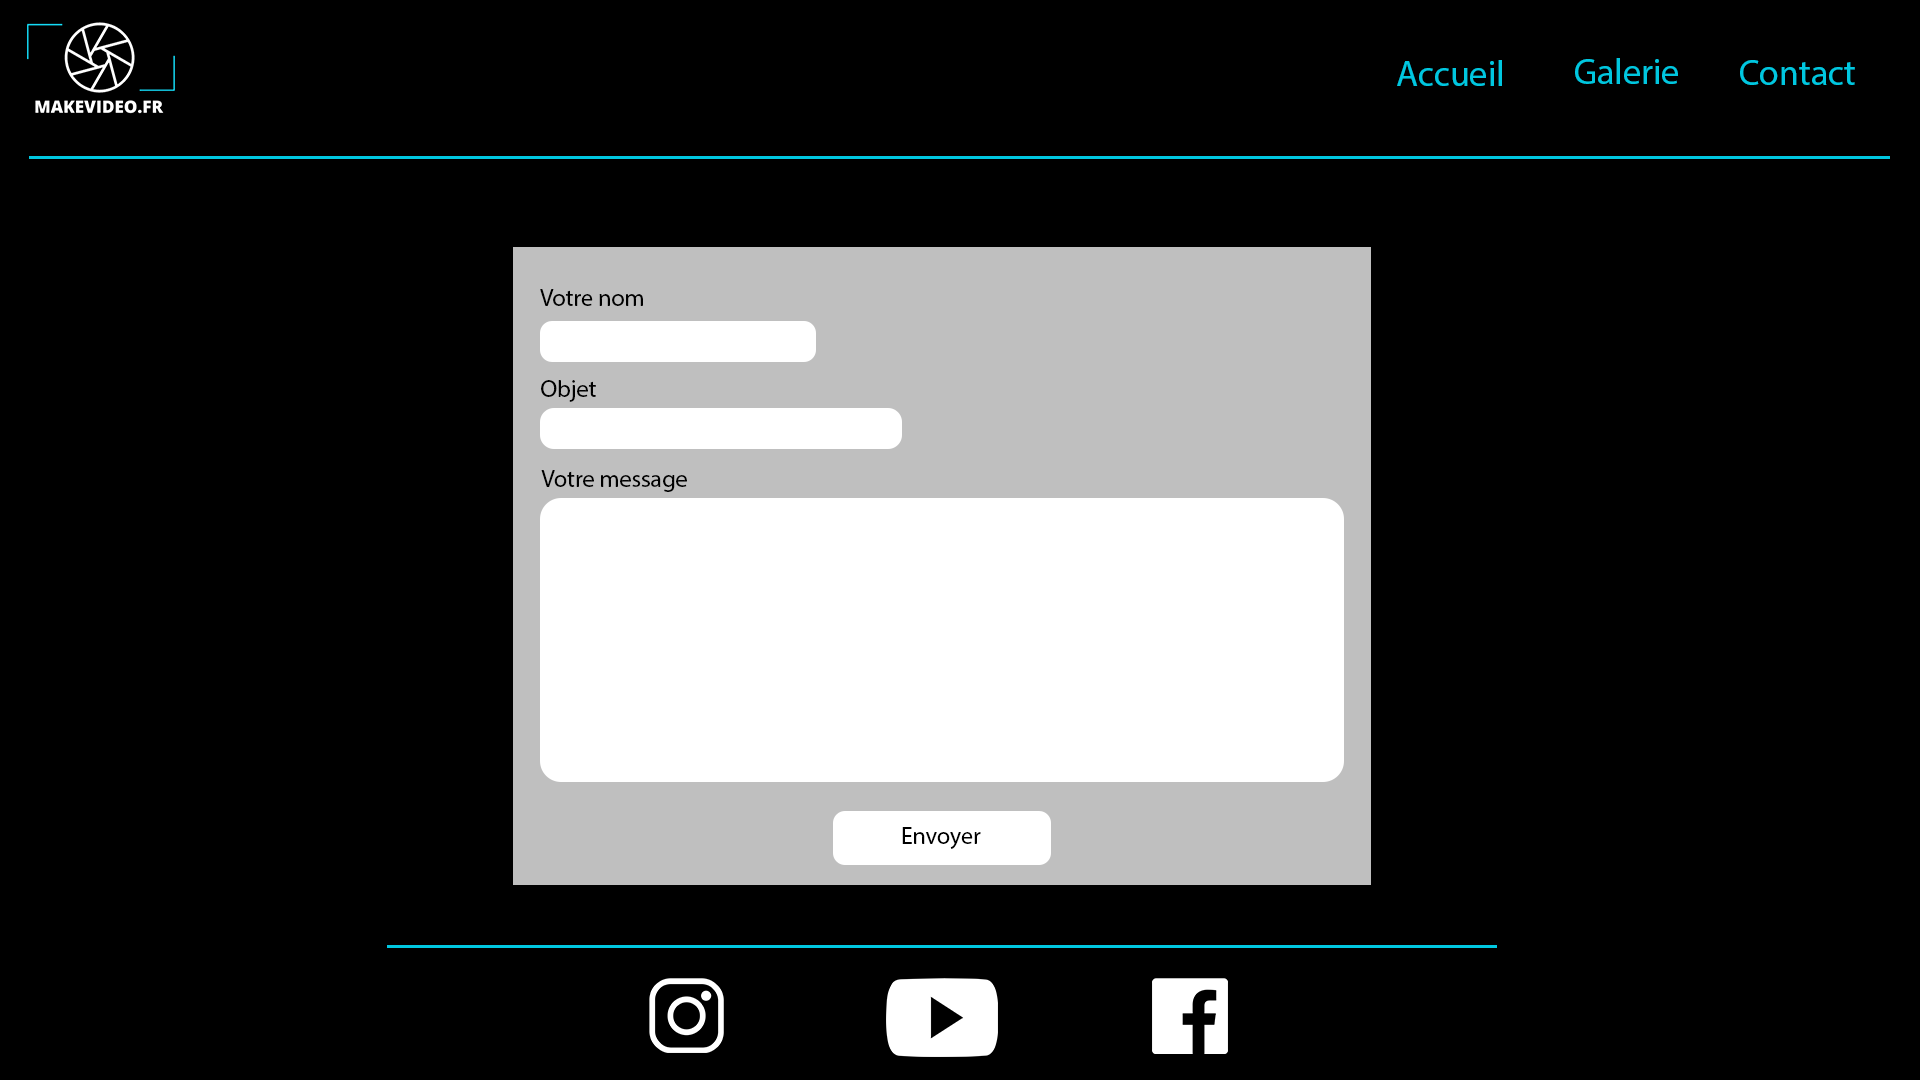 MAKEVIDEO.FR
Accueil Galerie Contact
Votre nom
Objet
Votre message
Envoyer